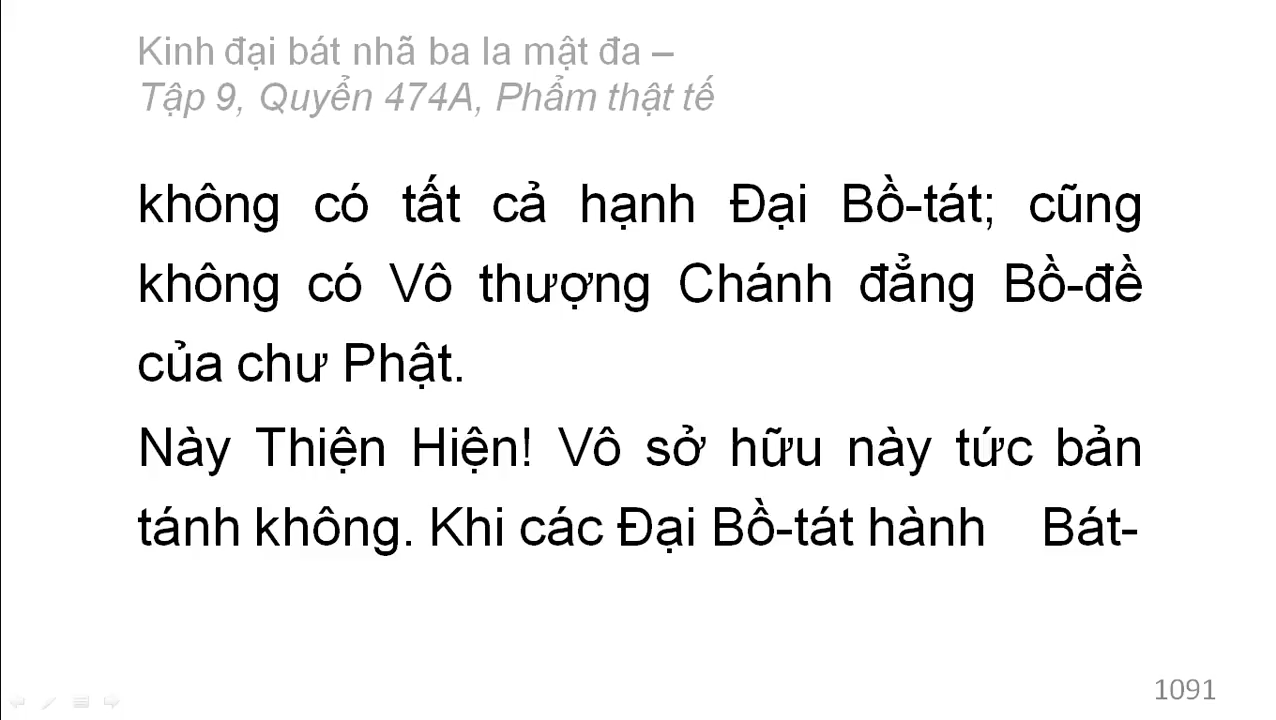 Kinh đại bát nhã ba la mật đa –
Tập 9, Quyển 474A, Phẩm thật tế
không có tất cả hạnh Đại Bồ-tát; cũng
không có Vô thượng Chánh đẳng Bồ-đề
của chư Phật.
Này Thiện Hiện! Vô sở hữu này tức bản
tánh không. Khi các Đại Bồ-tát hành Bát-
1091